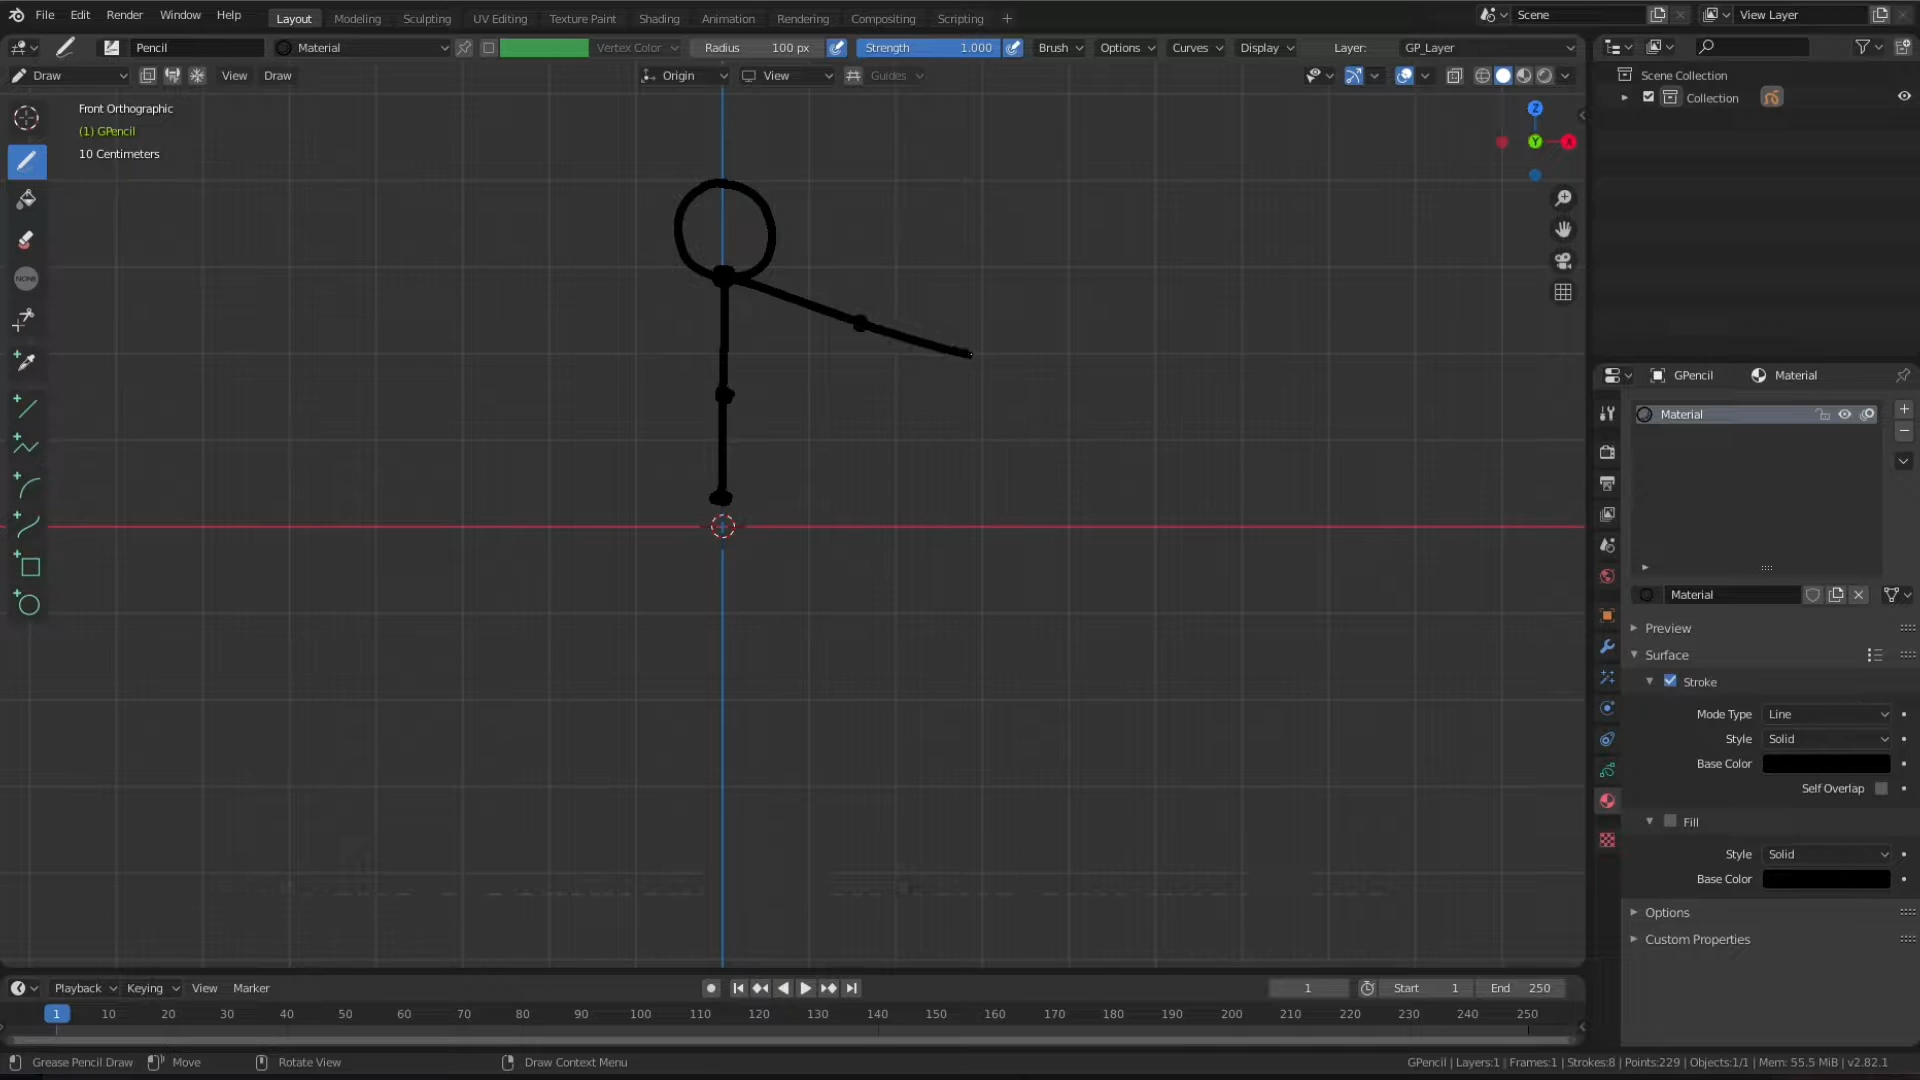 File Edit Render Window Help Layout Modeling Sculpting UV Editing Texture Paint Shading Animation Rendering Compositing Scripting + Scene View Layer
Pencil Material Vertex Color Radius 100 px Strength 1.000 Brush Options Curves Display Layer: GP_Layer
Draw View Draw Origin View Guides
Scene Collection
Collection
Front Orthographic
(1) GPencil
10 Centimeters
Z
Y
X
NONE
GPencil Material
Material
Material
Preview
Surface
Stroke
Mode Type Line
Style Solid
Base Color
Self Overlap
Fill
Style Solid
Base Color
Options
Custom Properties
Playback Keying View Marker 1 Start 1 End 250
1 10 20 30 40 50 60 70 80 90 100 110 120 130 140 150 160 170 180 190 200 210 220 230 240 250
Grease Pencil Draw Move Rotate View Draw Context Menu GPencil | Layers:1 | Frames:1 | Strokes:8 | Points:229 | Objects:1/1 | Mem: 55.5 MiB | v2.82.1